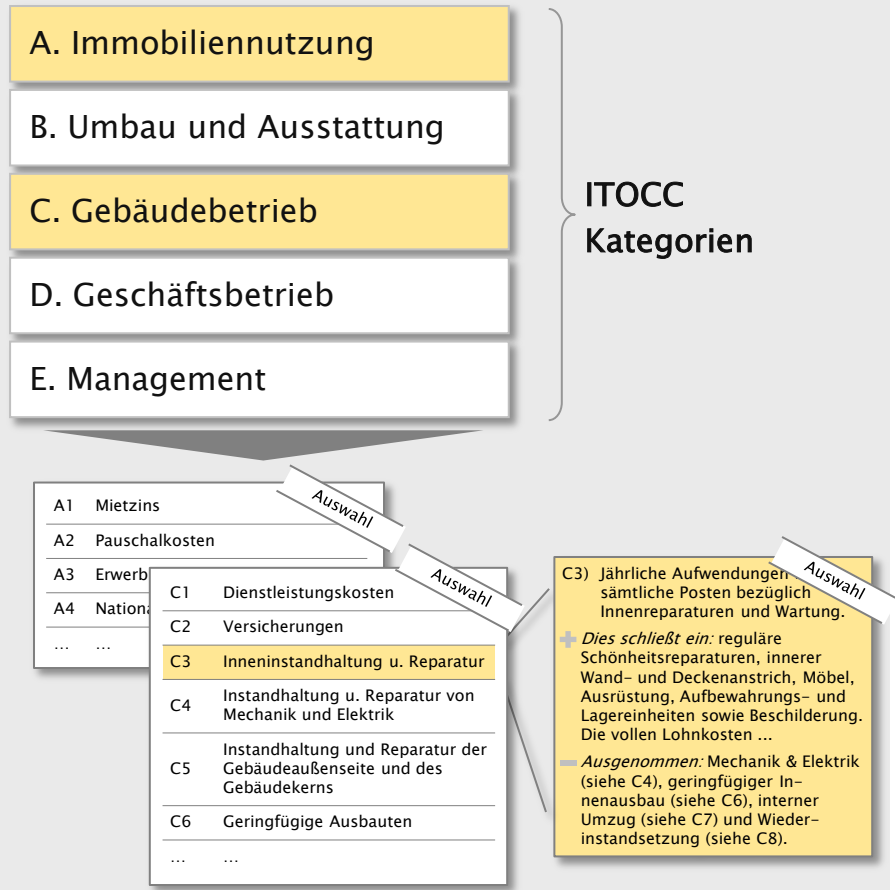 A. Immobiliennutzung
B. Umbau und Ausstattung
C. Gebäudebetrieb
D. Geschäftsbetrieb
E. Management
ITOCC
Kategorien
Auswahl
A1 Mietzins
A2 Pauschalkosten
A3 Erwerb
A4 Nationa
... ...
Auswahl
C1 Dienstleistungskosten
C2 Versicherungen
C3 Inneninstandhaltung u. Reparatur
C4 Instandhaltung u. Reparatur von
Mechanik und Elektrik
C5 Instandhaltung und Reparatur der
Gebäudeaußenseite und des
Gebäudekerns
C6 Geringfügige Ausbauten
... ...
Auswahl
C3) Jährliche Aufwendungen
sämtliche Posten bezüglich
Innenreparaturen und Wartung.
+ Dies schließt ein: reguläre
Schönheitsreparaturen, innerer
Wand- und Deckenanstrich, Möbel,
Ausrüstung, Aufbewahrungs- und
Lagereinheiten sowie Beschilderung.
Die vollen Lohnkosten ...
− Ausgenommen: Mechanik & Elektrik
(siehe C4), geringfügiger In-
nenausbau (siehe C6), interner
Umzug (siehe C7) und Wieder-
instandsetzung (siehe C8).